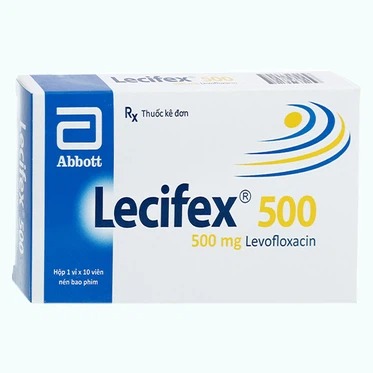 Rx Thuốc kê đơn
Abbott
Lecifex® 500
500 mg Levofloxacin
Hộp 1 vỉ x 10 viên
nén bao phim
Lecifex®
500